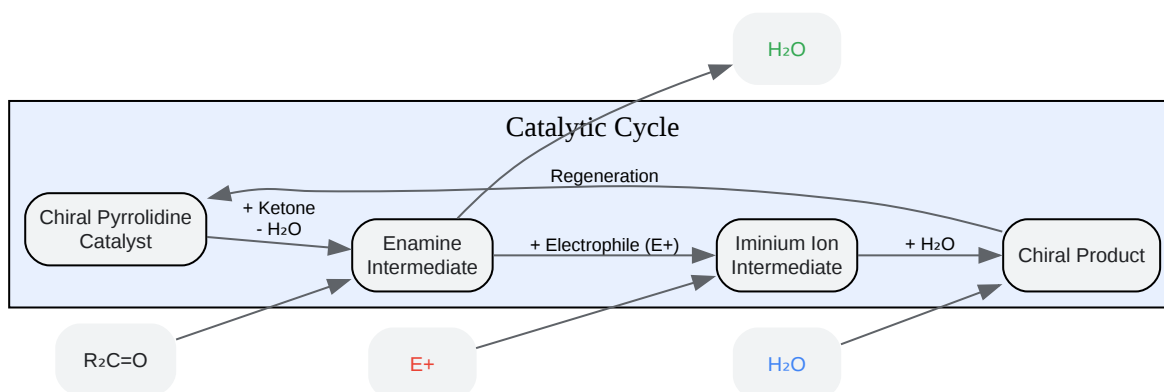 H₂O
Catalytic Cycle
Regeneration
Chiral Pyrrolidine
Catalyst
+ Ketone
- H₂O
Enamine
Intermediate
+ Electrophile (E+)
Iminium Ion
Intermediate
+ H₂O
Chiral Product
R₂C=O
E+
H₂O